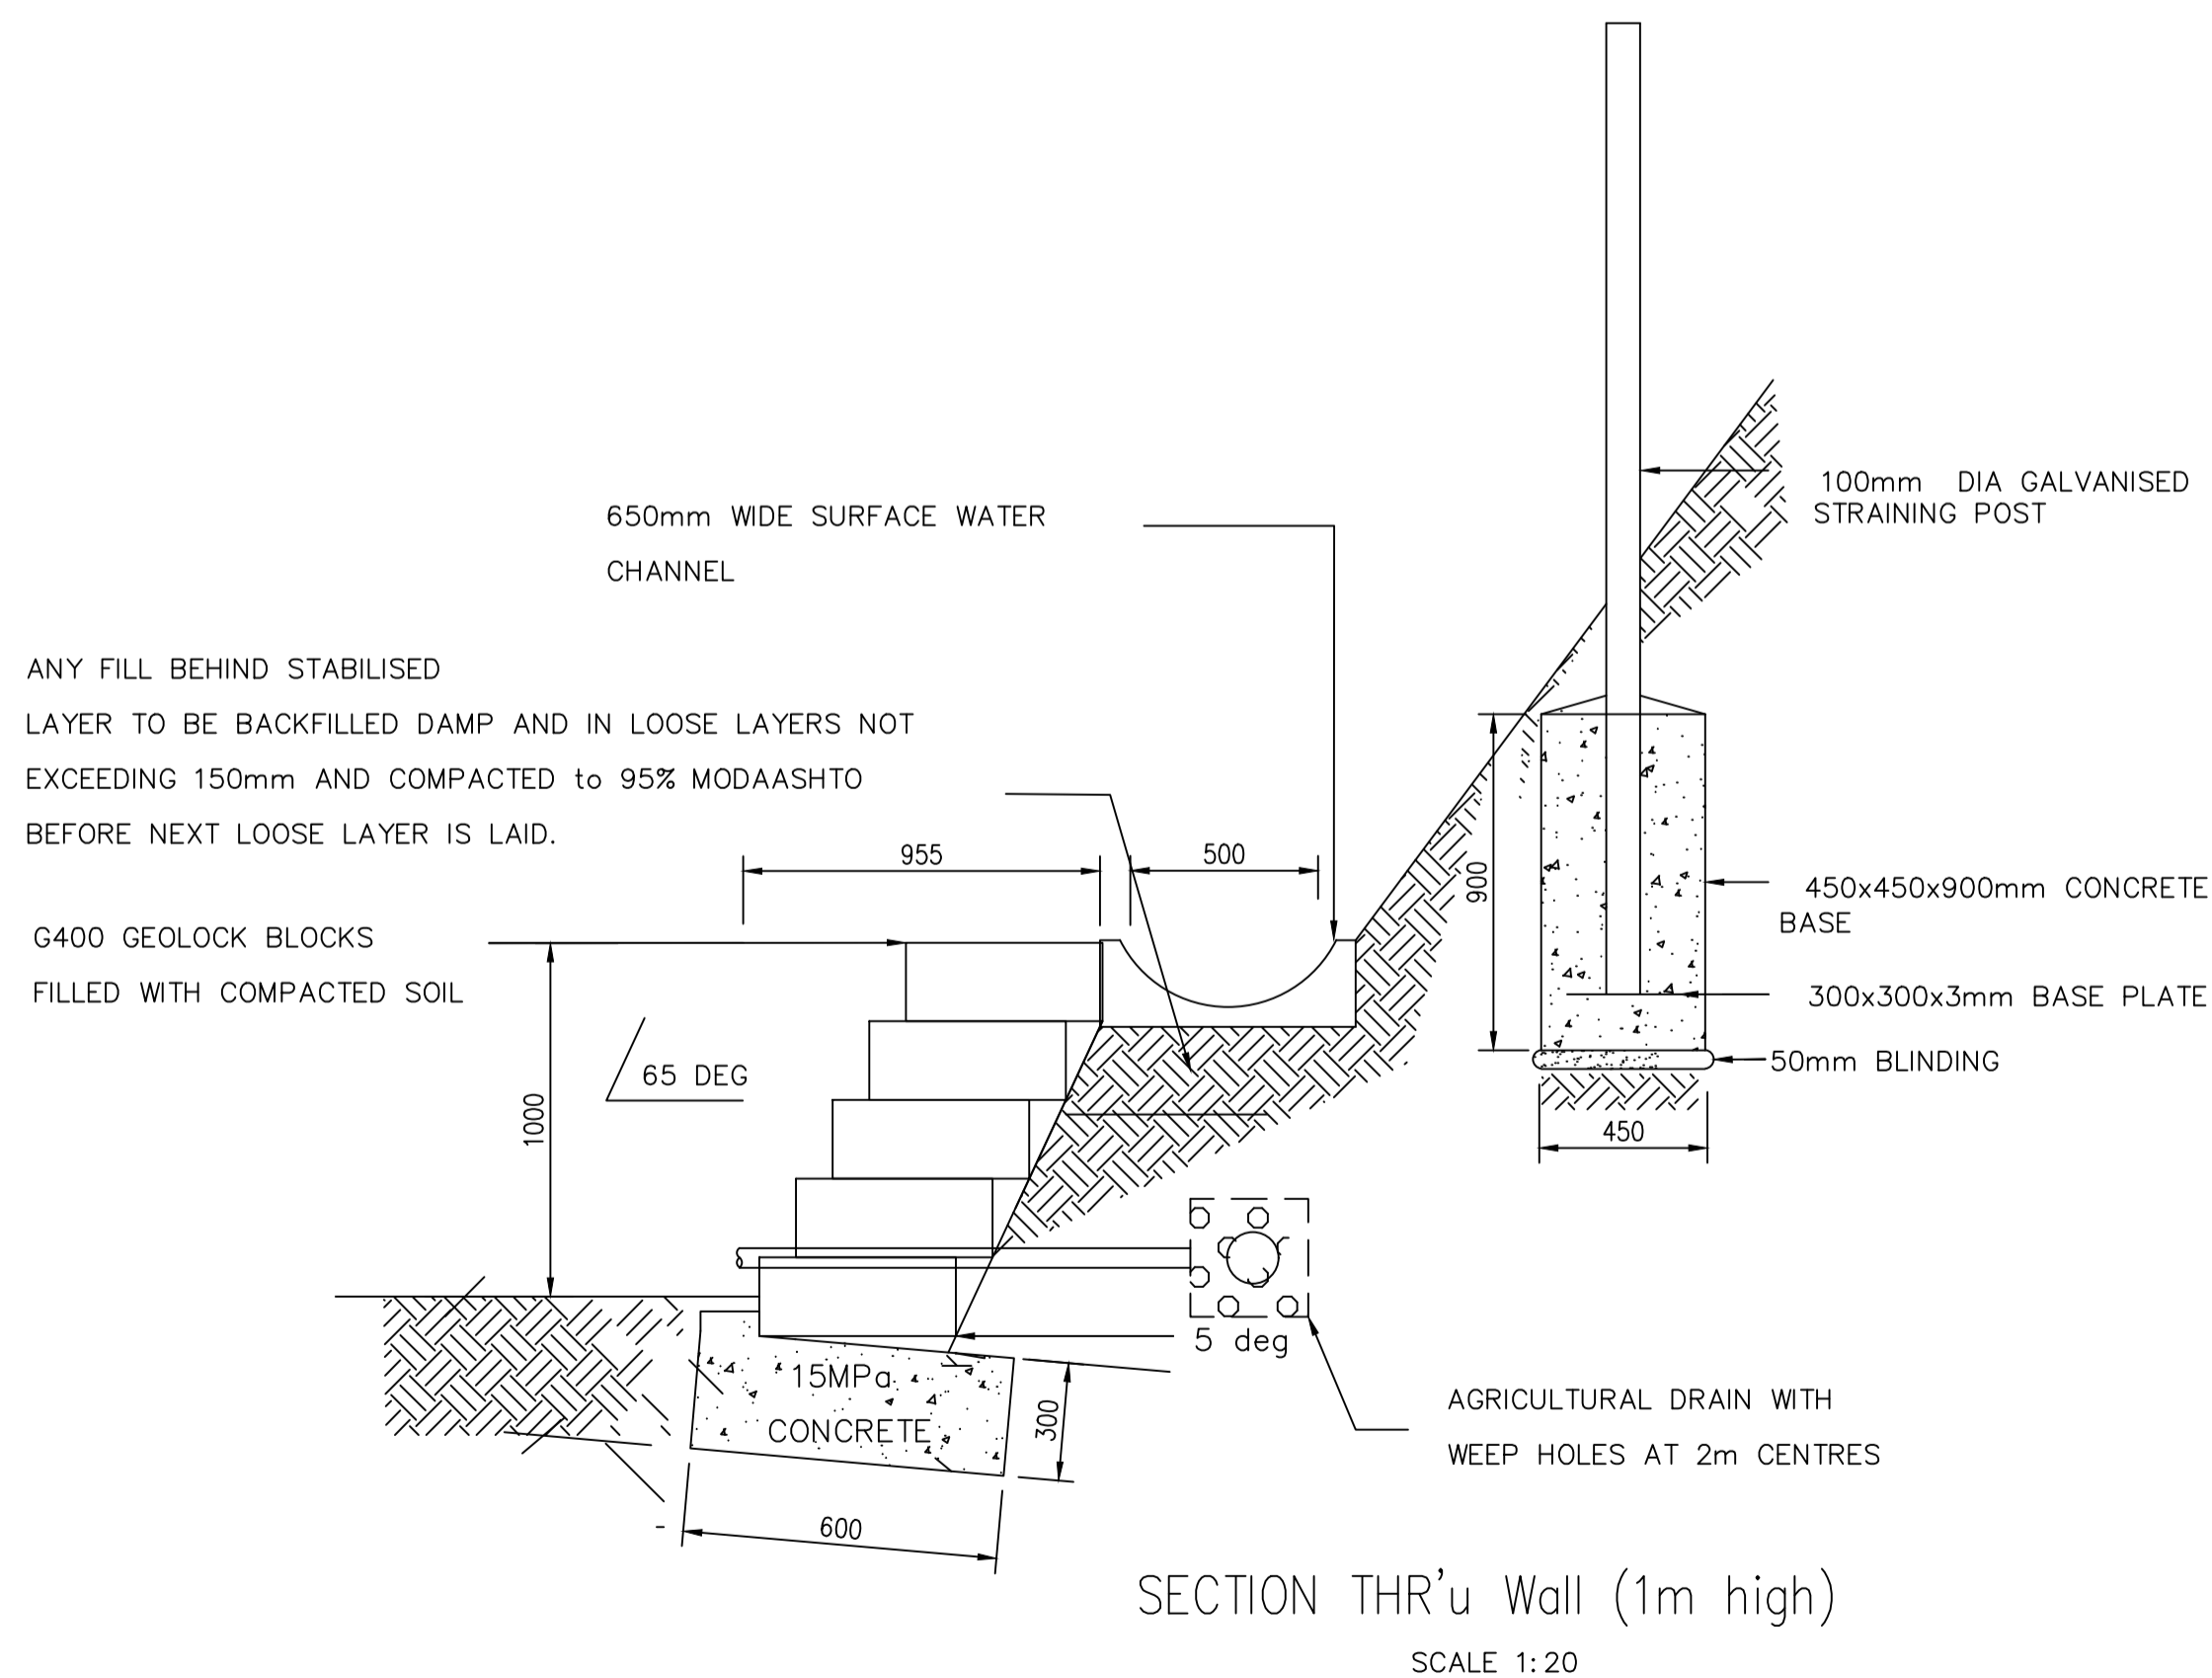 100mm DIA GALVANISED
STRAINING POST
650mm WIDE SURFACE WATER
CHANNEL
ANY FILL BEHIND STABILISED
LAYER TO BE BACKFILLED DAMP AND IN LOOSE LAYERS NOT
EXCEEDING 150mm AND COMPACTED to 95% MODAASHTO
BEFORE NEXT LOOSE LAYER IS LAID.
955
500
900
450x450x900mm CONCRETE
BASE
G400 GEOLOCK BLOCKS
FILLED WITH COMPACTED SOIL
300x300x3mm BASE PLATE
65 DEG
50mm BLINDING
1000
450
5 deg
15MPa
CONCRETE
300
AGRICULTURAL DRAIN WITH
WEEP HOLES AT 2m CENTRES
600
SECTION THR'u Wall (1m high)
SCALE 1:20